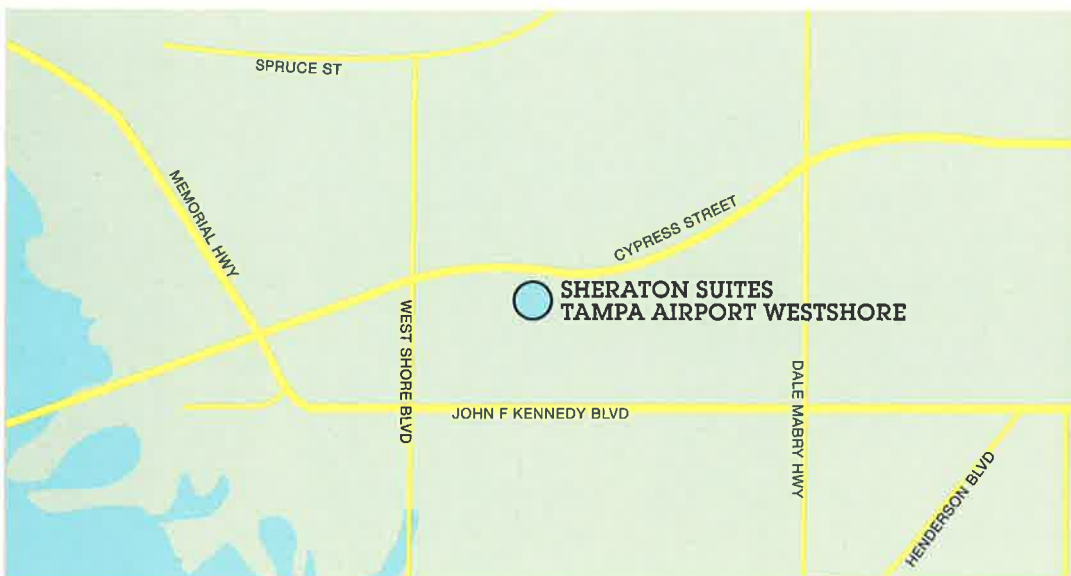 SPRUCE ST
MEMORIAL HWY
CYPRESS STREET
SHERATON SUITES
TAMPA AIRPORT WESTSHORE
WEST SHORE BLVD
DALE MABRY HWY
JOHN F KENNEDY BLVD
HENDERSON BLVD